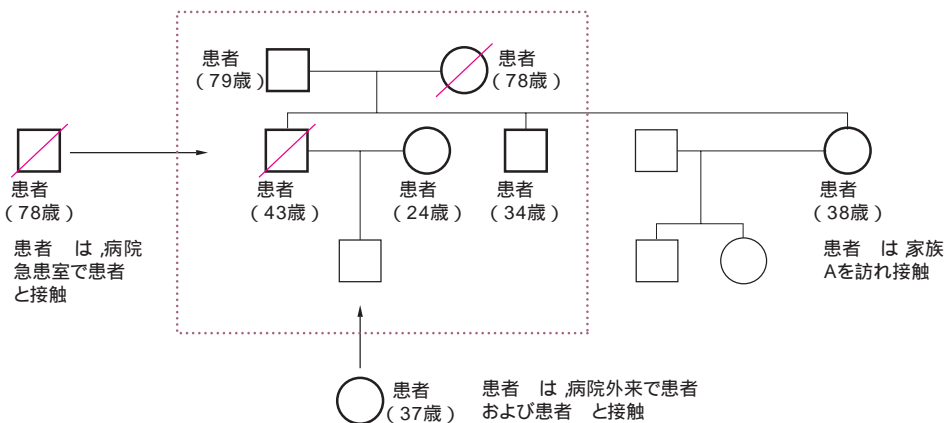 患者
（79歳）
患者
（78歳）
患者
（78歳）
患者
（43歳）
患者
（24歳）
患者
（34歳）
患者
（38歳）
患者　は ,病院
急患室で患者
と接触
患者　は ,家族
Aを訪れ接触
患者
（37歳）
患者　は ,病院外来で患者
および患者　と接触